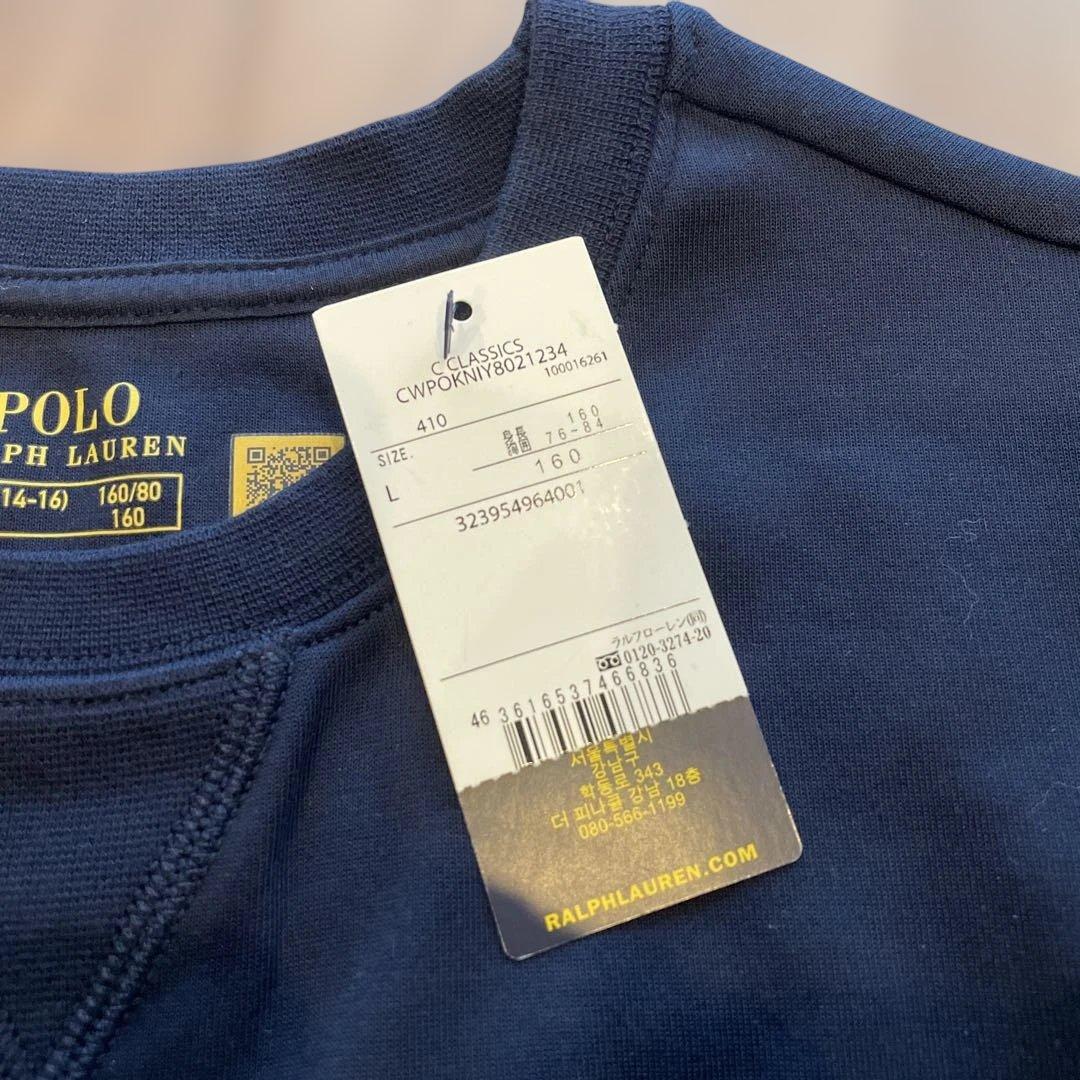 POLO
PH LAUREN
14-16) 160/80
160
C CLASSICS
CWPOKNIY8021234
100016261
410
SIZE.
身長 160
胸囲 76-84
L
160
323954964001
ラルフローレン(同)
0120-3274-20
46 3616537466836
서울특별시
강남구
학동로 343
더 피나클 강남 18층
080-566-1199
RALPHLAUREN.COM